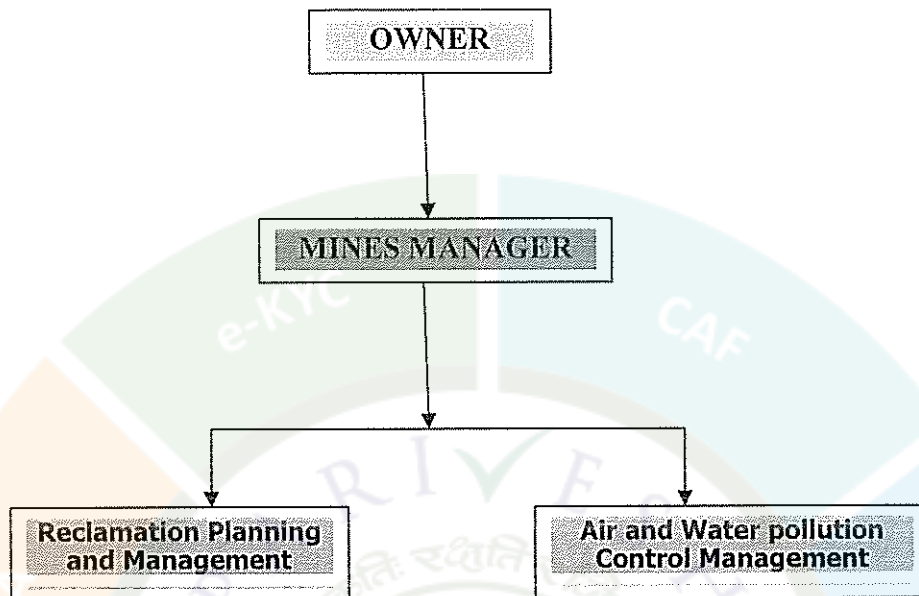 OWNER
MINES MANAGER
e-KYC
CAF
Reclamation Planning
and Management
Air and Water pollution
Control Management